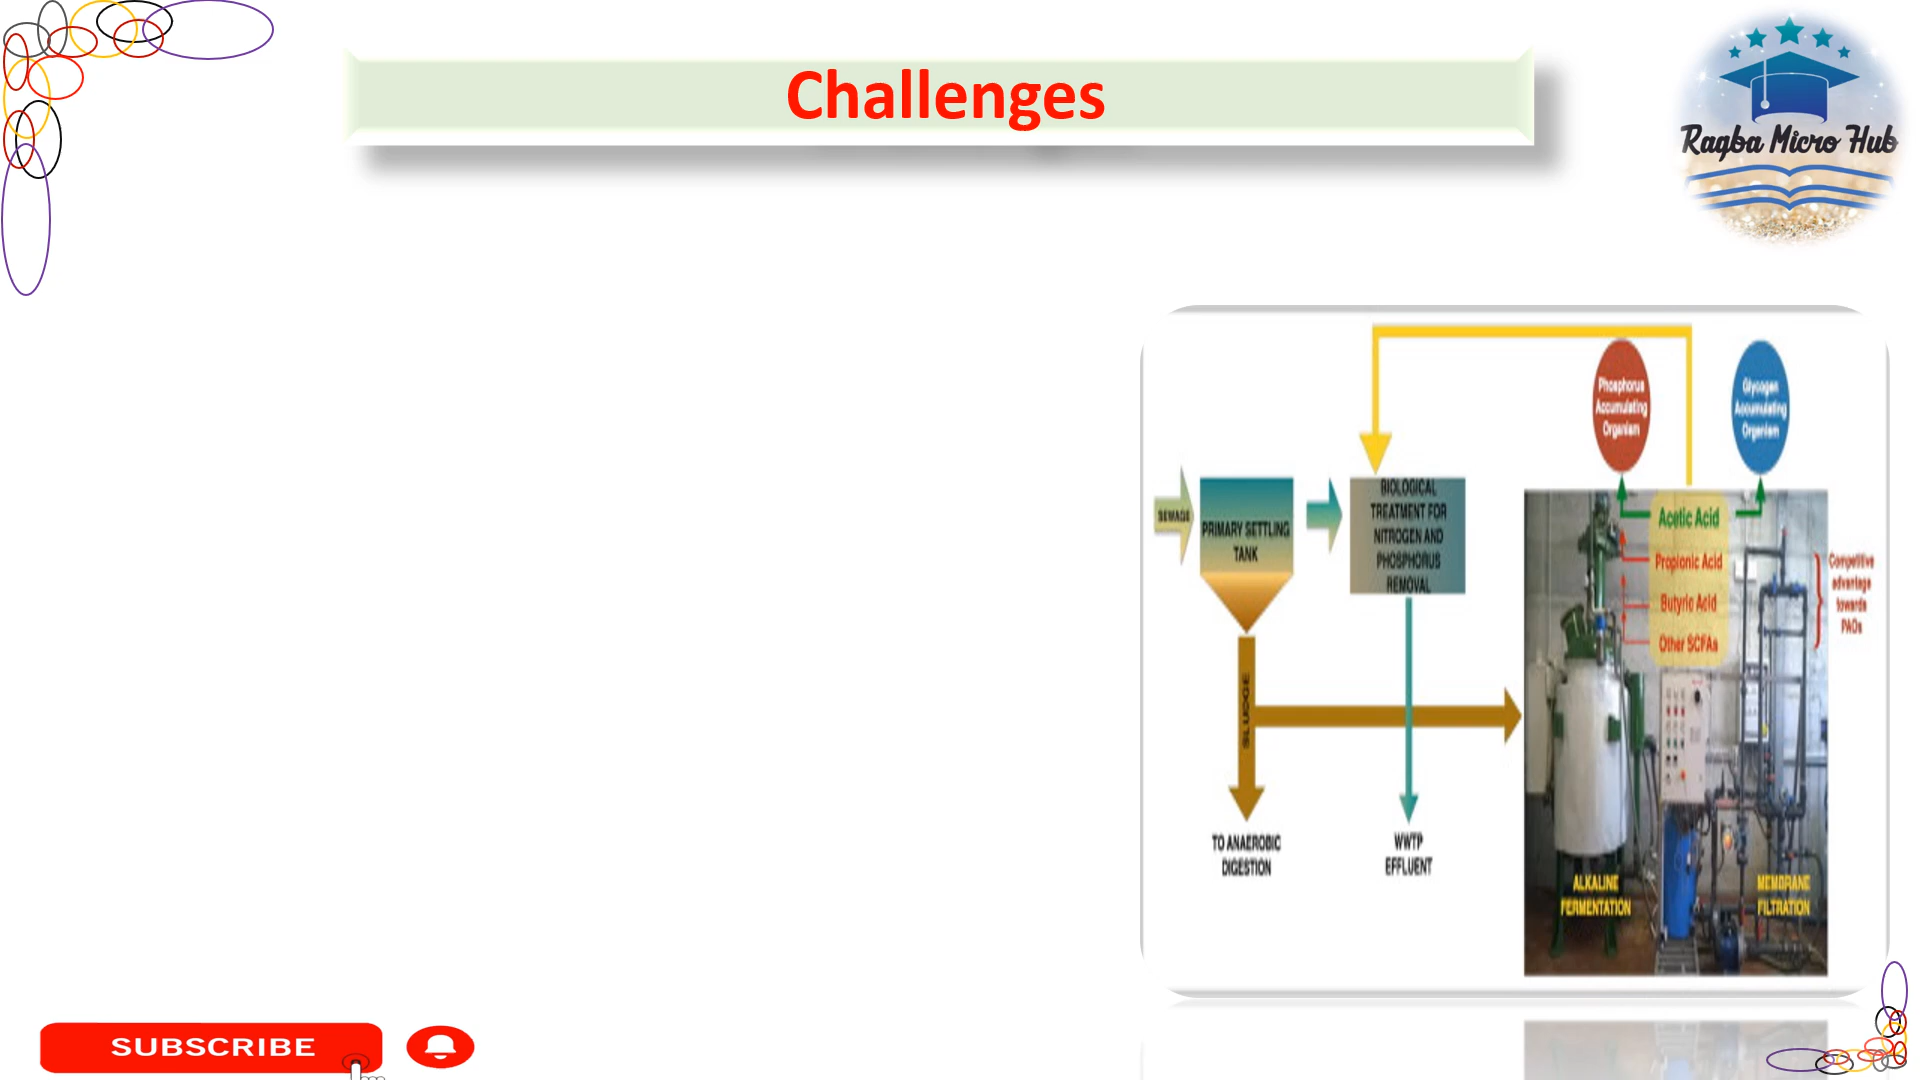 Challenges
Ragba Micro Hub
Phosphorus
Accumulating
Organism
Glycogen
Accumulating
Organism
SEWAGE
PRIMARY SETTLING
TANK
BIOLOGICAL
TREATMENT FOR
NITROGEN AND
PHOSPHORUS
REMOVAL
Acetic Acid
Propionic Acid
Butyric Acid
Other SCFAs
Competitive
advantage
towards
PAOs
SLUDGE
TO ANAEROBIC
DIGESTION
WWTP
EFFLUENT
ALKALINE
FERMENTATION
MEMBRANE
FILTRATION
SUBSCRIBE